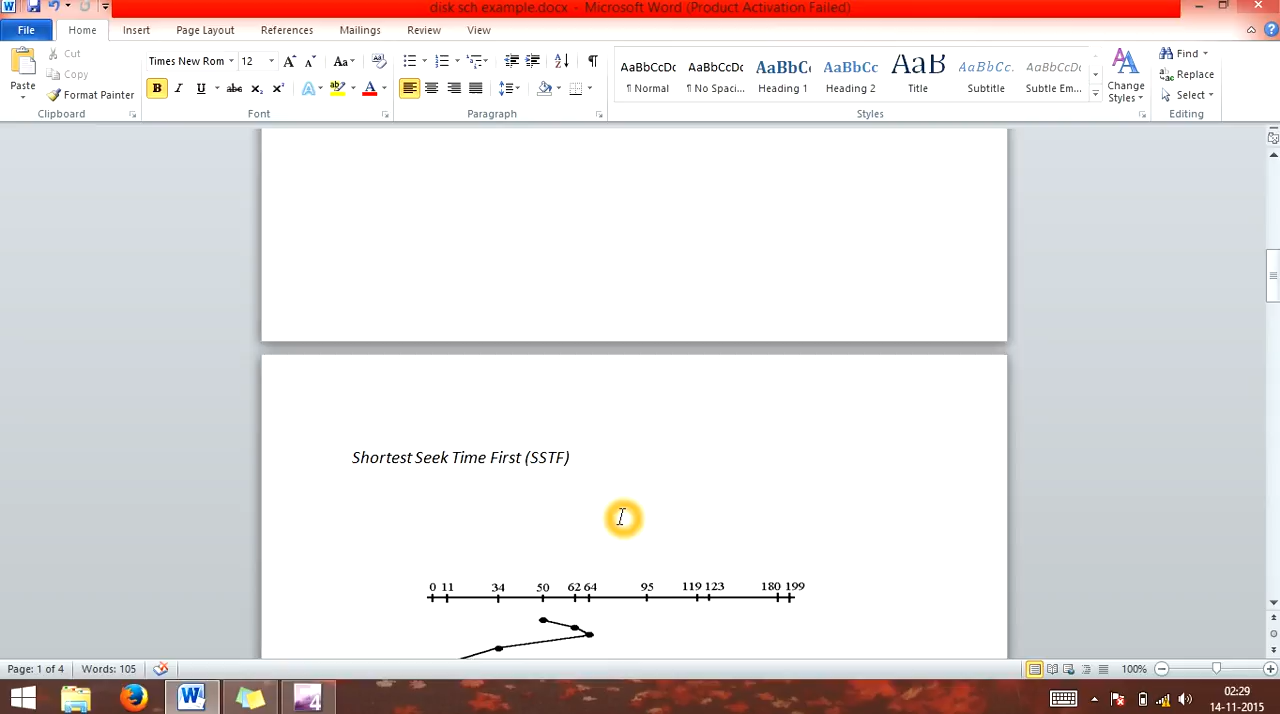 disk sch example.docx - Microsoft Word (Product Activation Failed)
File Home Insert Page Layout References Mailings Review View
Paste
Cut
Copy
Format Painter
Clipboard
Times New Rom 12
Font
Paragraph
AaBbCcDc AaBbCcDc AaBbC AaBbCc AaB AaBbCc. AaBbCcDc
¶ Normal ¶ No Spaci... Heading 1 Heading 2 Title Subtitle Subtle Em...
Styles
Change
Styles
Find
Replace
Select
Editing
Shortest Seek Time First (SSTF)
0 11 34 50 62 64 95 119 123 180 199
Page: 1 of 4 Words: 105 100%
02:29
14-11-2015